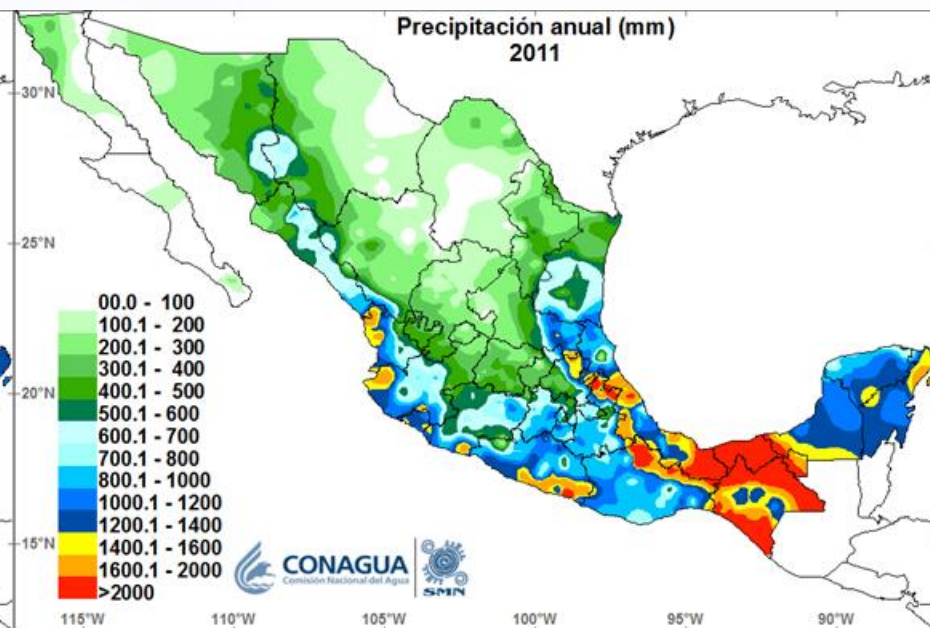 Precipitación anual (mm)
2011
30°N
25°N
20°N
15°N
00.0 - 100
100.1 - 200
200.1 - 300
300.1 - 400
400.1 - 500
500.1 - 600
600.1 - 700
700.1 - 800
800.1 - 1000
1000.1 - 1200
1200.1 - 1400
1400.1 - 1600
1600.1 - 2000
>2000
CONAGUA
Comisión Nacional del Agua
SMN
115°W
110°W
105°W
100°W
95°W
90°W